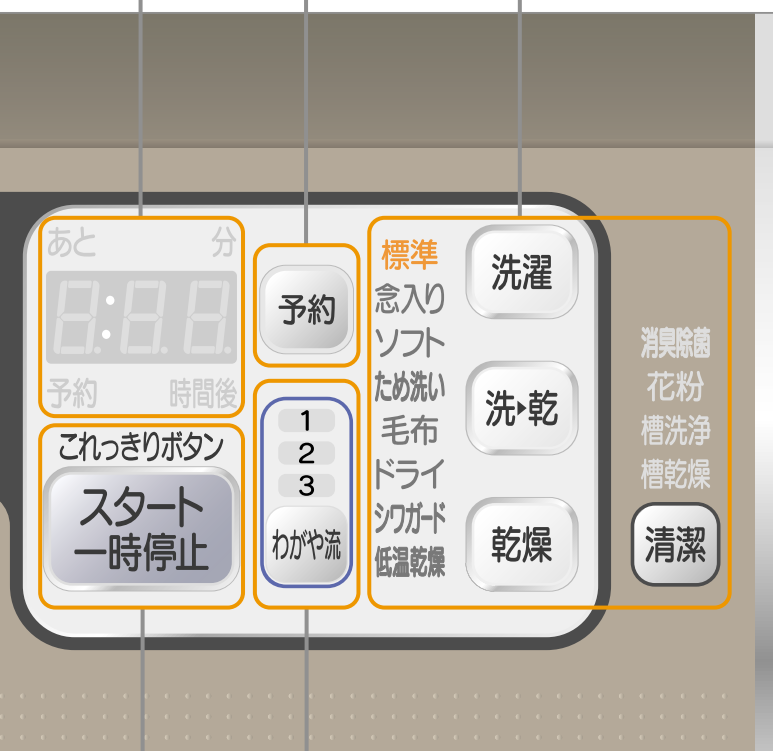 あと 分
8:88
予約 時間後
これっきりボタン
スタート
一時停止
予約
1
2
3
わがや流
標準
念入り
ソフト
ため洗い
毛布
ドライ
シワガード
低温乾燥
洗濯
洗▸乾
乾燥
消臭除菌
花粉
槽洗浄
槽乾燥
清潔